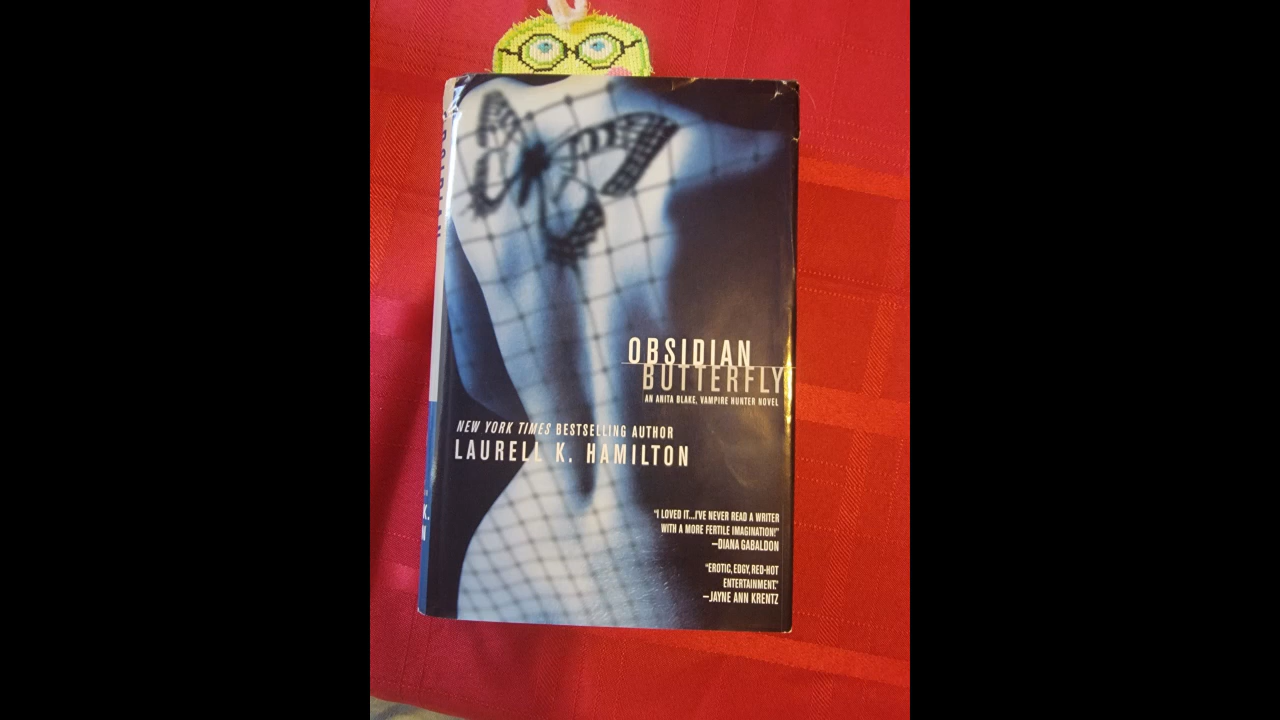 OBSIDIAN
BUTTERFLY
AN ANITA BLAKE, VAMPIRE HUNTER NOVEL
NEW YORK TIMES BESTSELLING AUTHOR
LAURELL K. HAMILTON
"I LOVED IT...I'VE NEVER READ A WRITER
WITH A MORE FERTILE IMAGINATION!"
—DIANA GABALDON
"EROTIC, EDGY, RED-HOT
ENTERTAINMENT."
—JAYNE ANN KRENTZ
OBSIDIAN
K.
N